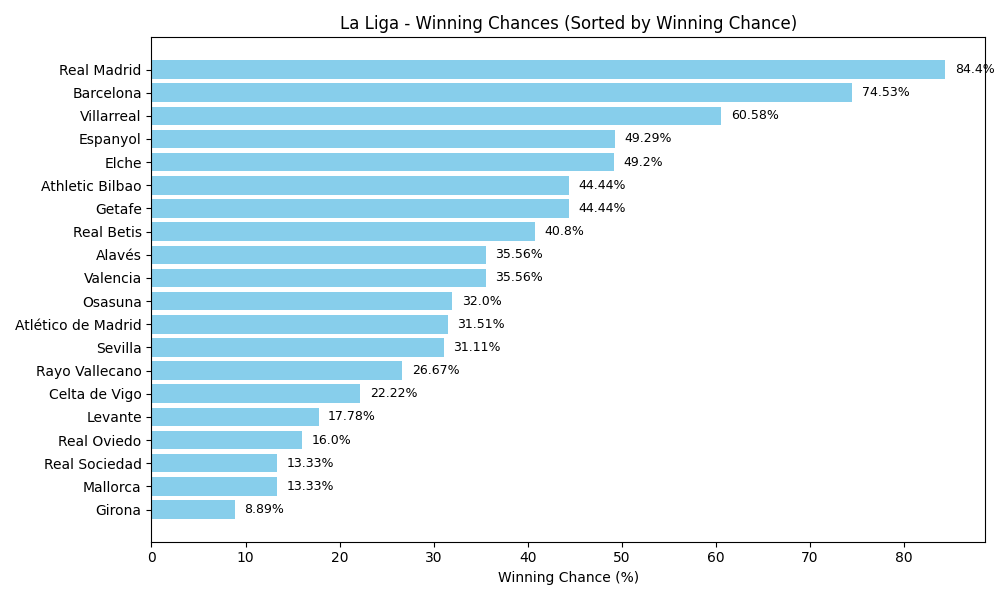 La Liga - Winning Chances (Sorted by Winning Chance)
Real Madrid 84.4%
Barcelona 74.53%
Villarreal 60.58%
Espanyol 49.29%
Elche 49.2%
Athletic Bilbao 44.44%
Getafe 44.44%
Real Betis 40.8%
Alavés 35.56%
Valencia 35.56%
Osasuna 32.0%
Atlético de Madrid 31.51%
Sevilla 31.11%
Rayo Vallecano 26.67%
Celta de Vigo 22.22%
Levante 17.78%
Real Oviedo 16.0%
Real Sociedad 13.33%
Mallorca 13.33%
Girona 8.89%
0 10 20 30 40 50 60 70 80
Winning Chance (%)